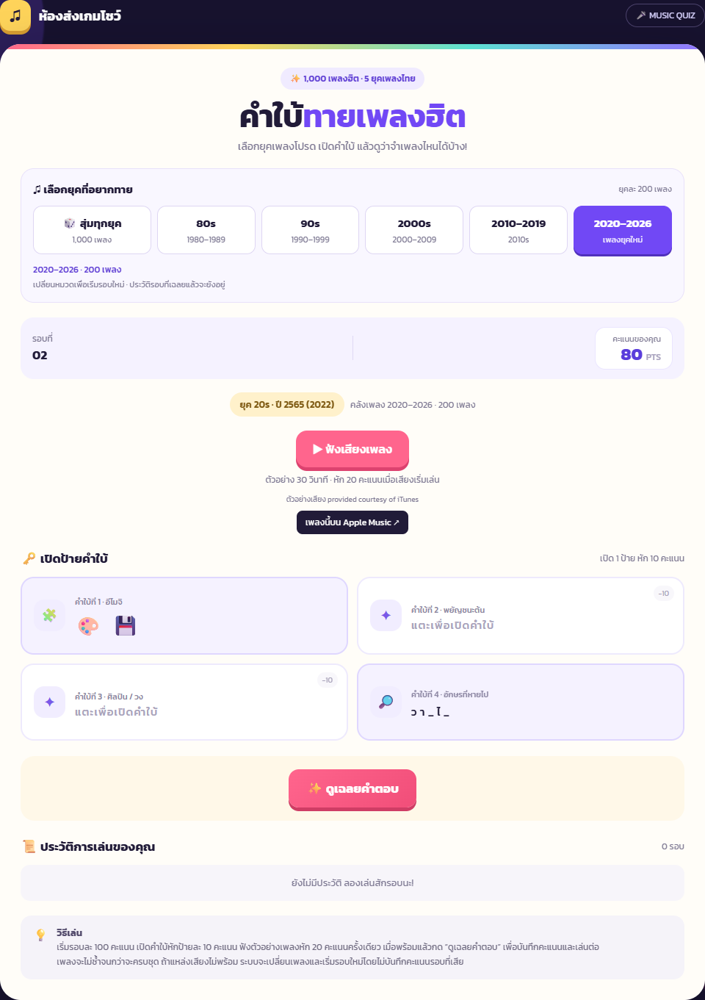 ห้องส่งเกมโชว์
🎤 MUSIC QUIZ
✨ 1,000 เพลงฮิต · 5 ยุคเพลงไทย
คำใบ้ทายเพลงฮิต
เลือกยุคเพลงโปรด เปิดคำใบ้ แล้วดูว่าจำเพลงไหนได้บ้าง!
♫ เลือกยุคที่อยากทาย
ยุคละ 200 เพลง
🎲 สุ่มทุกยุค
1,000 เพลง
80s
1980–1989
90s
1990–1999
2000s
2000–2009
2010–2019
2010s
2020–2026
เพลงยุคใหม่
2020–2026 · 200 เพลง
เปลี่ยนหมวดเพื่อเริ่มรอบใหม่ · ประวัติรอบที่เฉลยแล้วจะยังอยู่
รอบที่
02
คะแนนของคุณ
80 PTS
ยุค 20s · ปี 2565 (2022)
คลังเพลง 2020–2026 · 200 เพลง
▶ ฟังเสียงเพลง
ตัวอย่าง 30 วินาที · หัก 20 คะแนนเมื่อเสียงเริ่มเล่น
ตัวอย่างเสียง provided courtesy of iTunes
เพลงนี้บน Apple Music ↗
🔑 เปิดป้ายคำใบ้
เปิด 1 ป้าย หัก 10 คะแนน
คำใบ้ที่ 1 · อีโมจิ
🎨 💾
−10
คำใบ้ที่ 2 · พยัญชนะต้น
แตะเพื่อเปิดคำใบ้
−10
คำใบ้ที่ 3 · ศิลปิน / วง
แตะเพื่อเปิดคำใบ้
คำใบ้ที่ 4 · อักษรที่หายไป
ว า _ ไ _
✨ ดูเฉลยคำตอบ
📜 ประวัติการเล่นของคุณ
0 รอบ
ยังไม่มีประวัติ ลองเล่นสักรอบนะ!
💡 วิธีเล่น
เริ่มรอบละ 100 คะแนน เปิดคำใบ้หักป้ายละ 10 คะแนน ฟังตัวอย่างเพลงหัก 20 คะแนนครั้งเดียว เมื่อพร้อมแล้วกด “ดูเฉลยคำตอบ” เพื่อบันทึกคะแนนและเล่นต่อ
เพลงจะไม่ซ้ำจนกว่าจะครบชุด ถ้าแหล่งเสียงไม่พร้อม ระบบจะเปลี่ยนเพลงและเริ่มรอบใหม่โดยไม่บันทึกคะแนนรอบที่เสีย